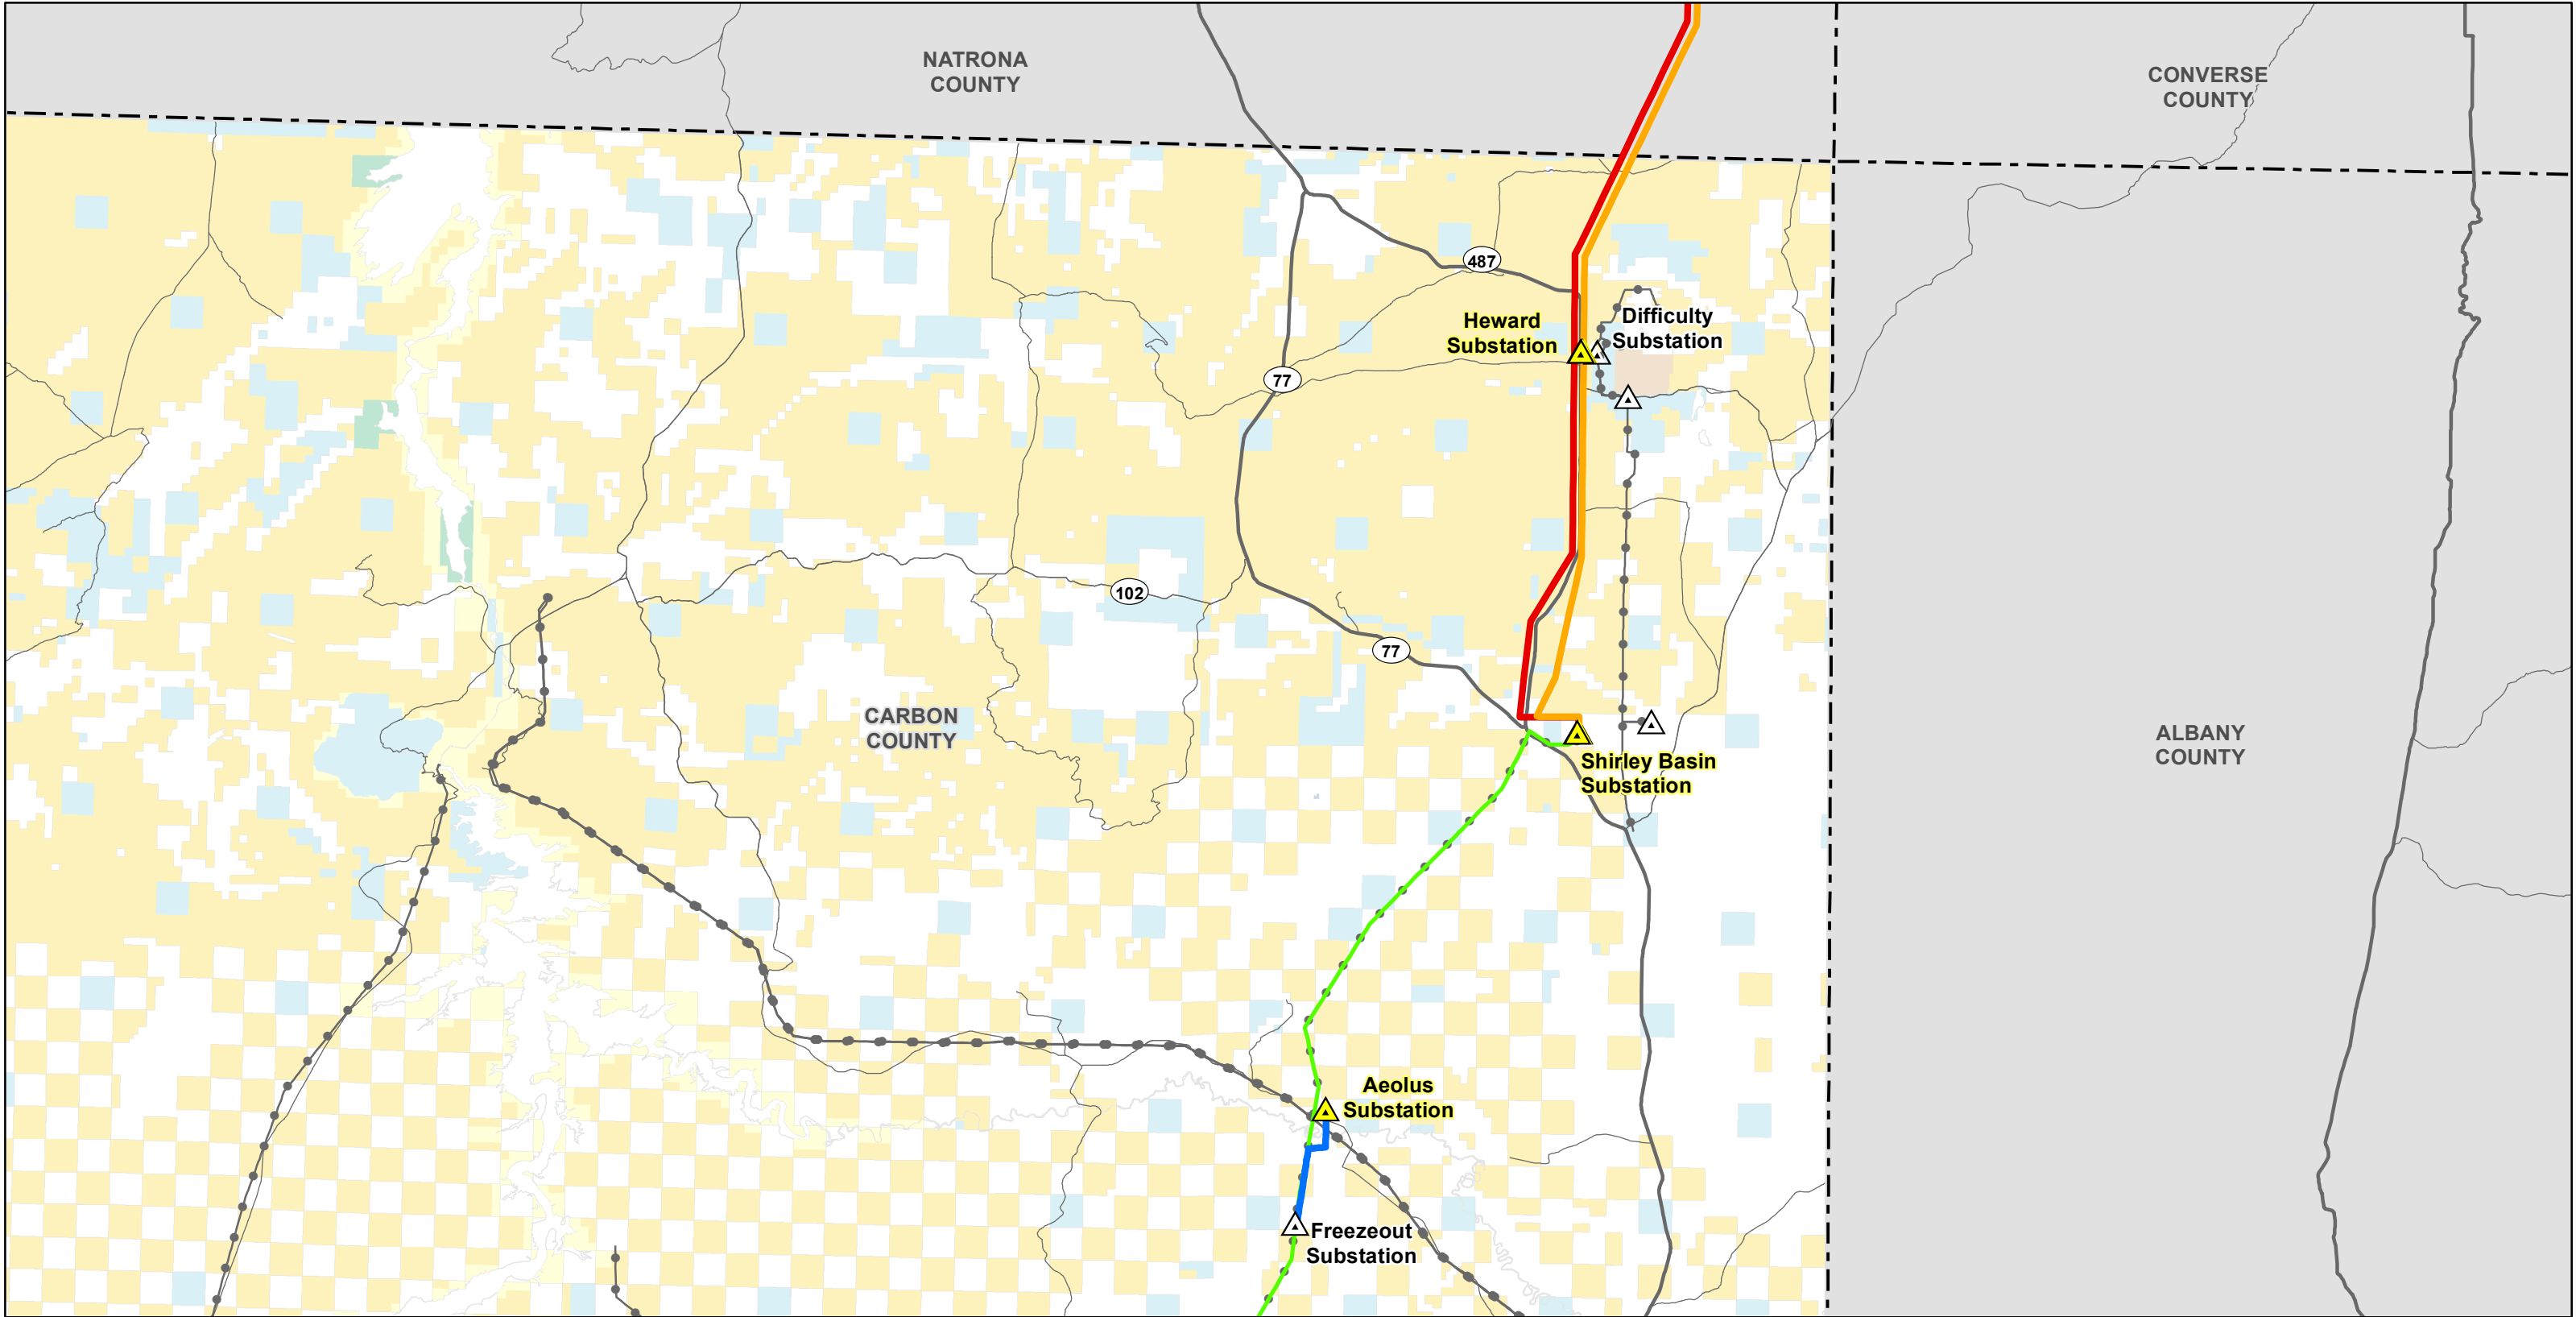 NATRONA
COUNTY
CONVERSE
COUNTY
487
Heward
Substation
Difficulty
Substation
77
102
77
CARBON
COUNTY
ALBANY
COUNTY
Shirley Basin
Substation
Aeolus
Substation
Freezeout
Substation